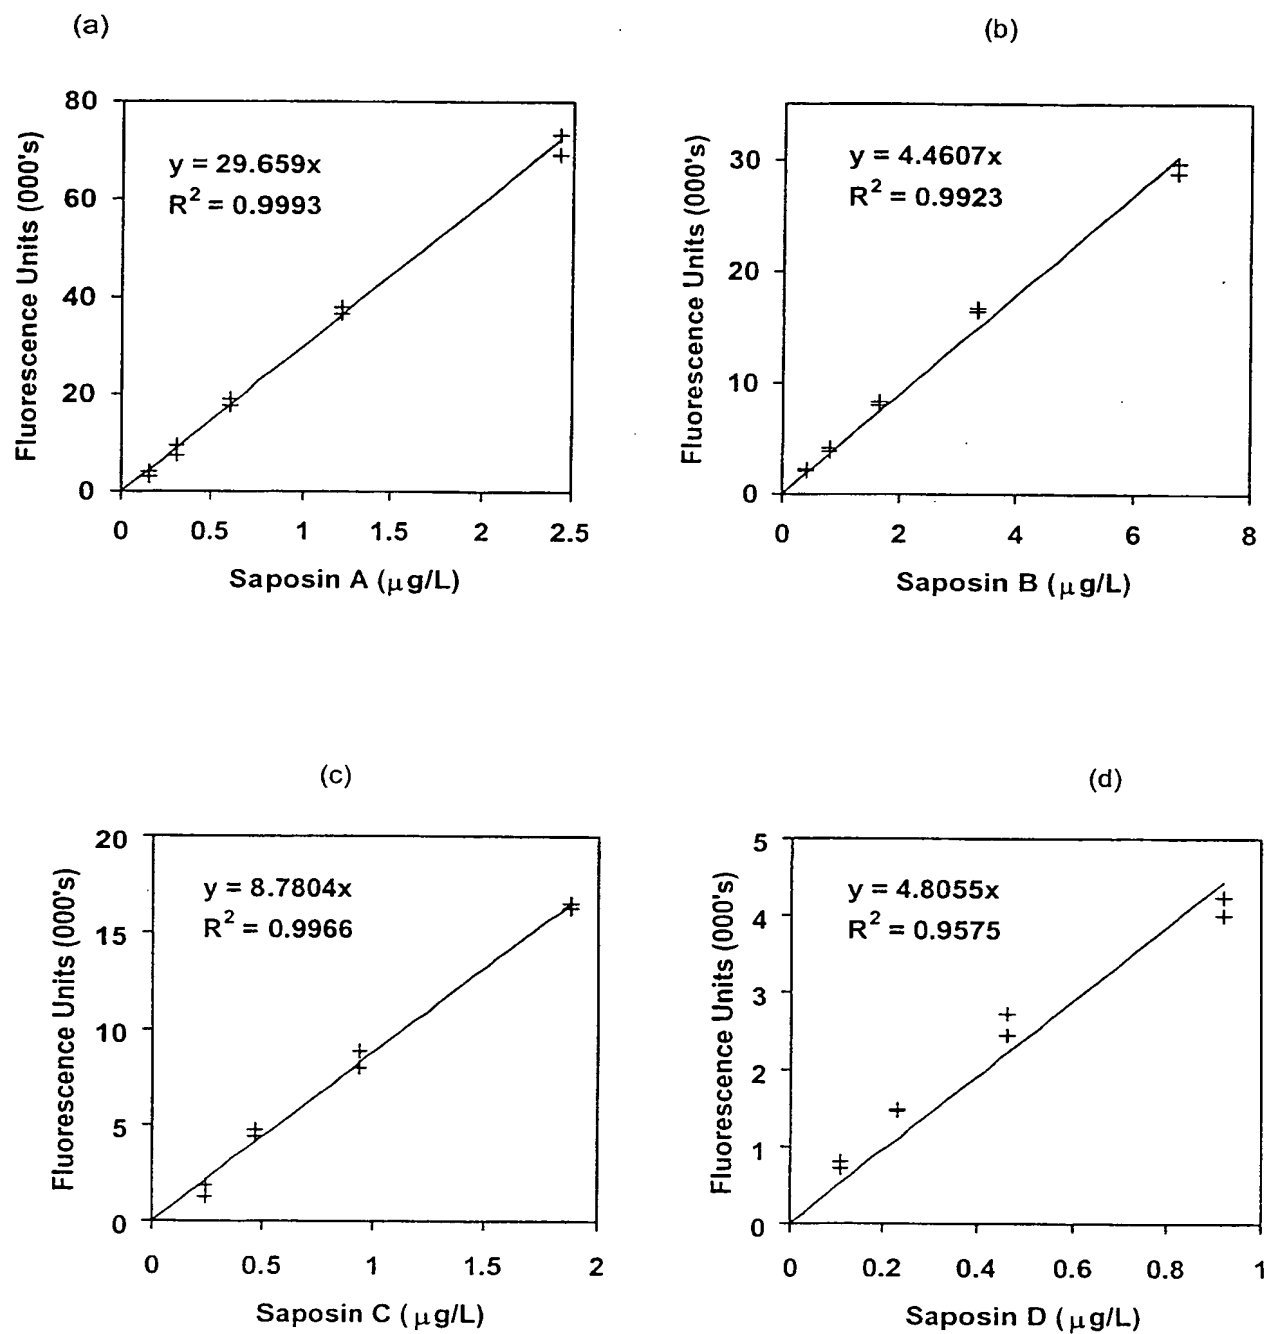 (a)
80
60
40
20
0
Fluorescence Units (000's)
y = 29.659x
R² = 0.9993
0 0.5 1 1.5 2 2.5
Saposin A (μg/L)
(b)
30
20
10
0
Fluorescence Units (000's)
y = 4.4607x
R² = 0.9923
0 2 4 6 8
Saposin B (μg/L)
(c)
20
15
10
5
0
Fluorescence Units (000's)
y = 8.7804x
R² = 0.9966
0 0.5 1 1.5 2
Saposin C (μg/L)
(d)
5
4
3
2
1
0
Fluorescence Units (000's)
y = 4.8055x
R² = 0.9575
0 0.2 0.4 0.6 0.8 1
Saposin D (μg/L)